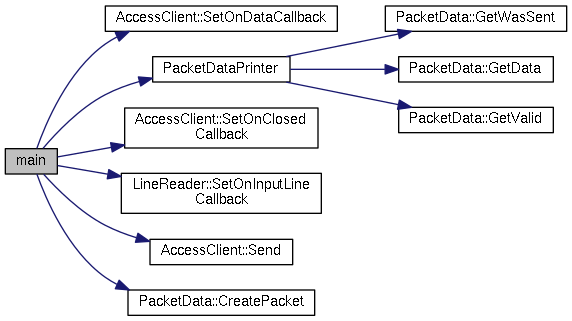 main
AccessClient::SetOnDataCallback
PacketDataPrinter
AccessClient::SetOnClosed
Callback
LineReader::SetOnInputLine
Callback
AccessClient::Send
PacketData::CreatePacket
PacketData::GetWasSent
PacketData::GetData
PacketData::GetValid